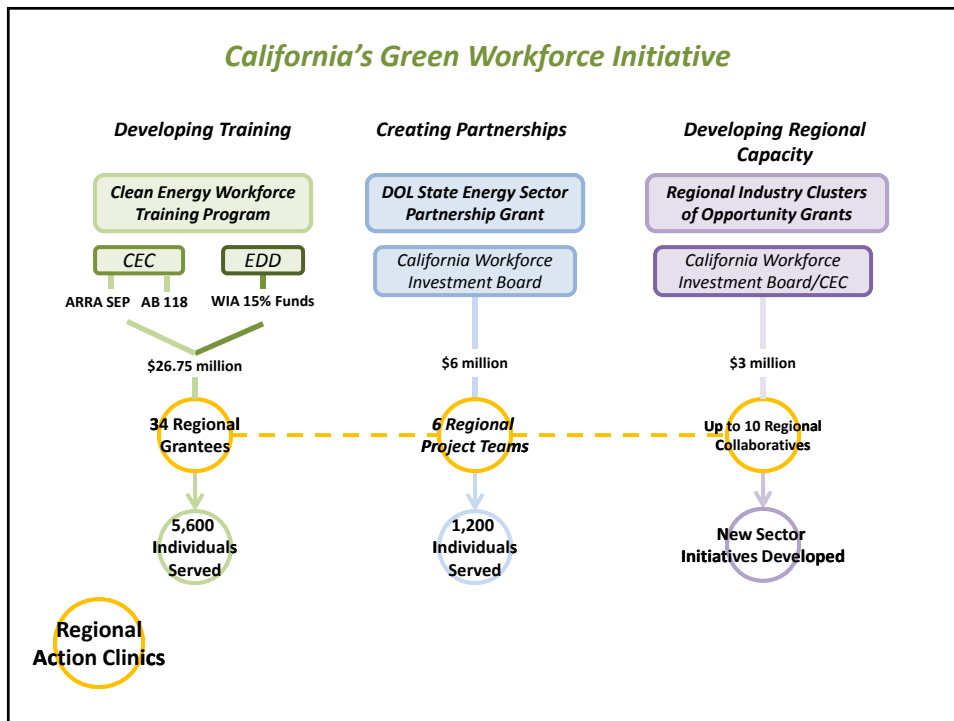 California’s Green Workforce Initiative
Developing Training
Clean Energy Workforce
Training Program
CEC
EDD
ARRA SEP
AB 118
WIA 15% Funds
$26.75 million
34 Regional
Grantees
5,600
Individuals
Served
Creating Partnerships
DOL State Energy Sector
Partnership Grant
California Workforce
Investment Board
$6 million
6 Regional
Project Teams
1,200
Individuals
Served
Developing Regional
Capacity
Regional Industry Clusters
of Opportunity Grants
California Workforce
Investment Board/CEC
$3 million
Up to 10 Regional
Collaboratives
New Sector
Initiatives Developed
Regional
Action Clinics